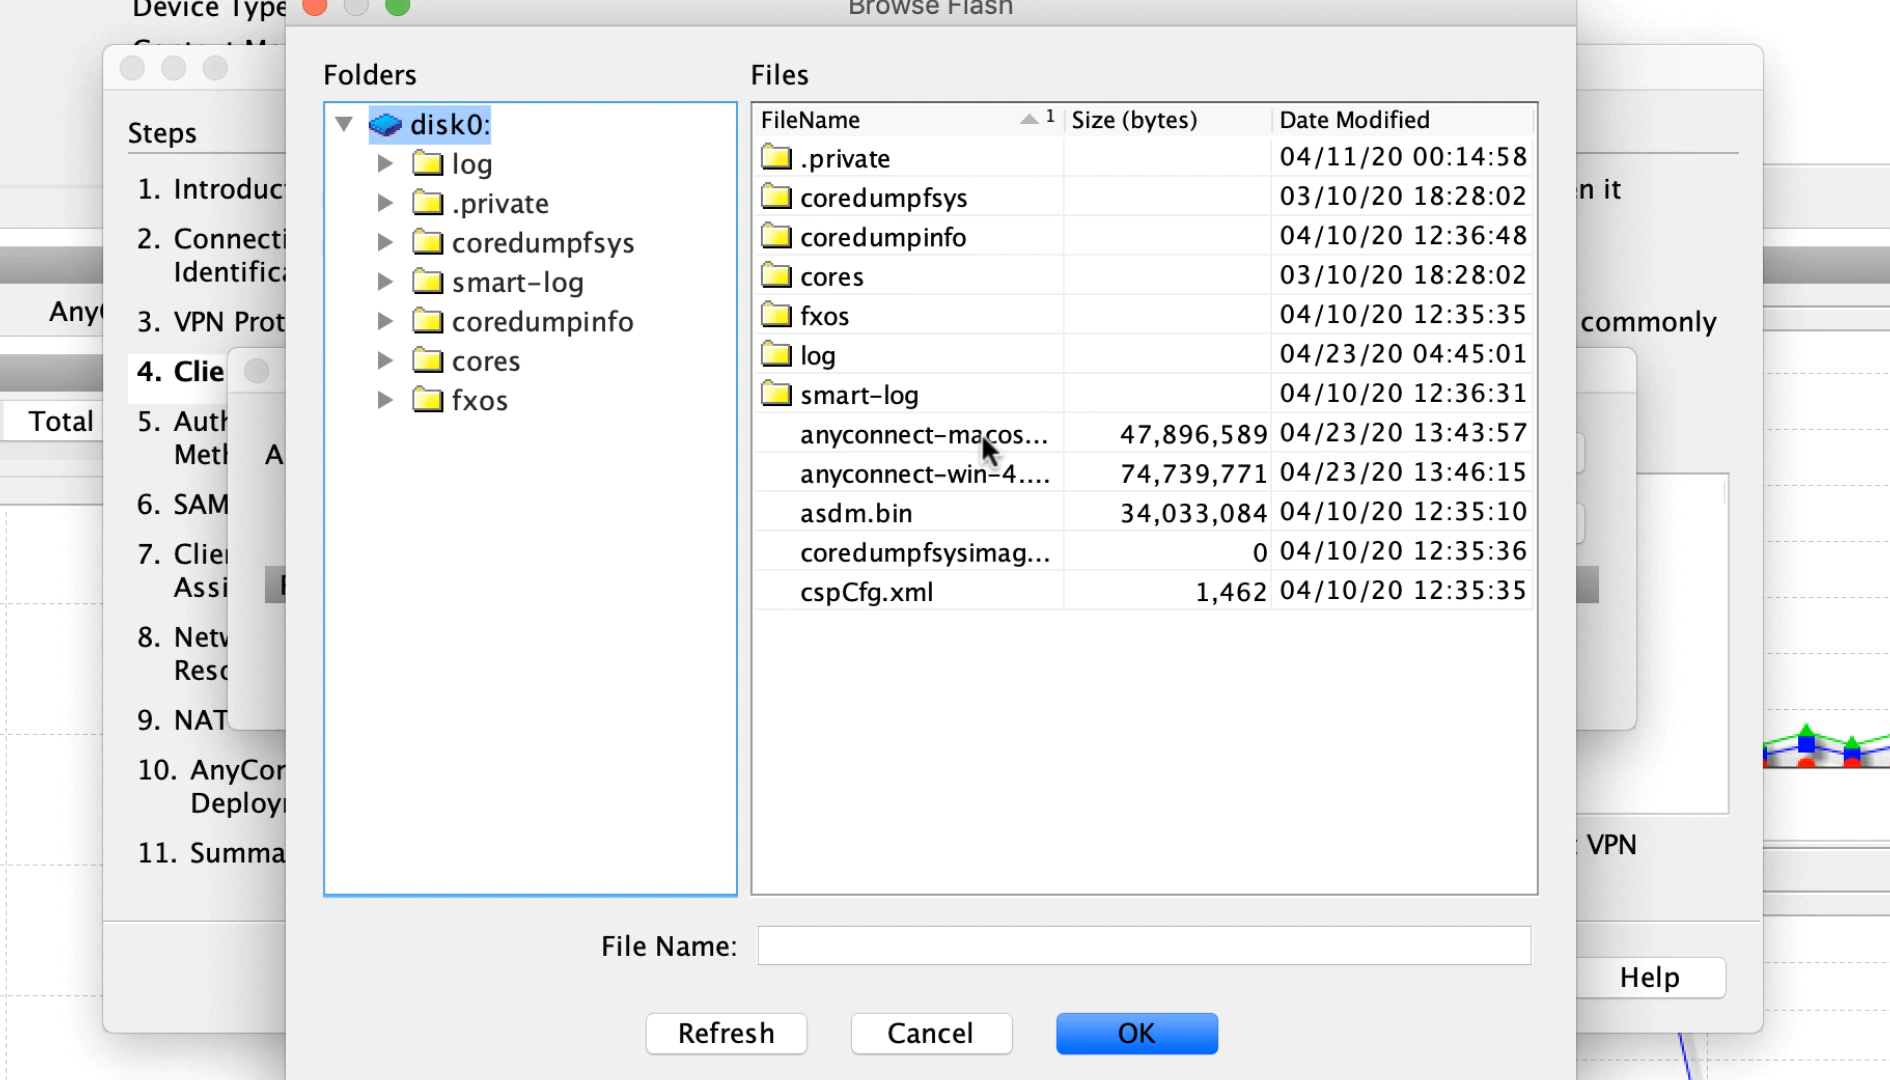 Device Type
Browse Flash
Steps
1. Introduc
2. Connecti
Identifica
3. VPN Prot
4. Clie
5. Auth
Meth
6. SAM
7. Clie
Assi
8. Netw
Reso
9. NAT
10. AnyCon
Deploy
11. Summa
Any
Total
A
Folders
disk0:
log
.private
coredumpfsys
smart-log
coredumpinfo
cores
fxos
Files
FileName 1 Size (bytes) Date Modified
.private 04/11/20 00:14:58
coredumpfsys 03/10/20 18:28:02
coredumpinfo 04/10/20 12:36:48
cores 03/10/20 18:28:02
fxos 04/10/20 12:35:35
log 04/23/20 04:45:01
smart-log 04/10/20 12:36:31
anyconnect-macos... 47,896,589 04/23/20 13:43:57
anyconnect-win-4.... 74,739,771 04/23/20 13:46:15
asdm.bin 34,033,084 04/10/20 12:35:10
coredumpfsysimag... 0 04/10/20 12:35:36
cspCfg.xml 1,462 04/10/20 12:35:35
File Name:
Refresh Cancel OK
n it
commonly
VPN
Help